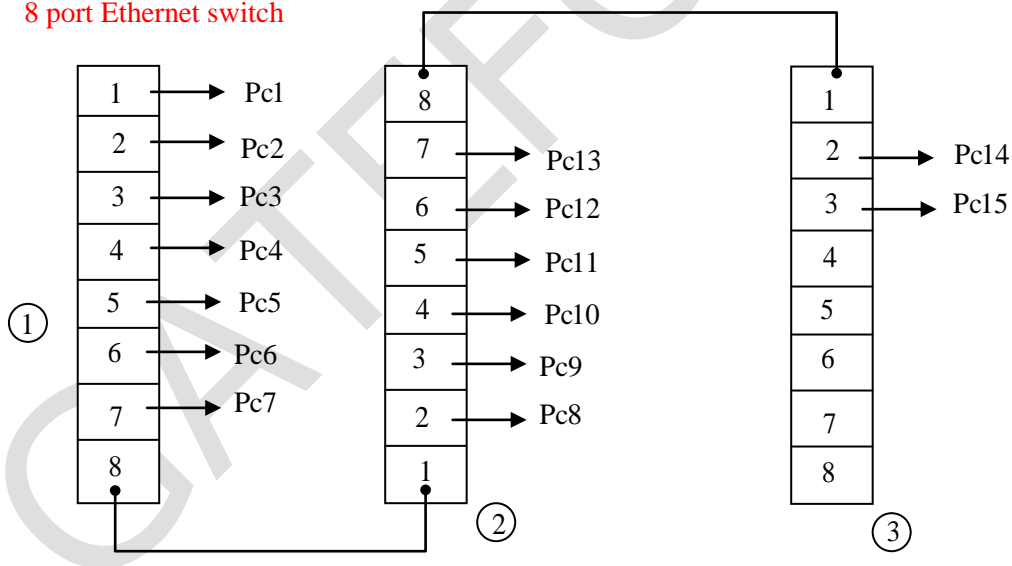 8 port Ethernet switch
1 Pc1
2 Pc2
3 Pc3
4 Pc4
5 Pc5
6 Pc6
7 Pc7
8
1
8
7 Pc13
6 Pc12
5 Pc11
4 Pc10
3 Pc9
2 Pc8
1
2
1
2 Pc14
3 Pc15
4
5
6
7
8
3